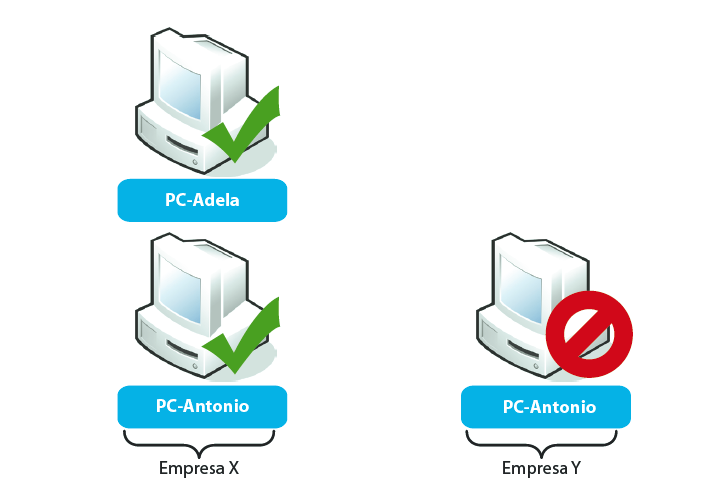 PC-Adela
PC-Antonio
PC-Antonio
Empresa X
Empresa Y